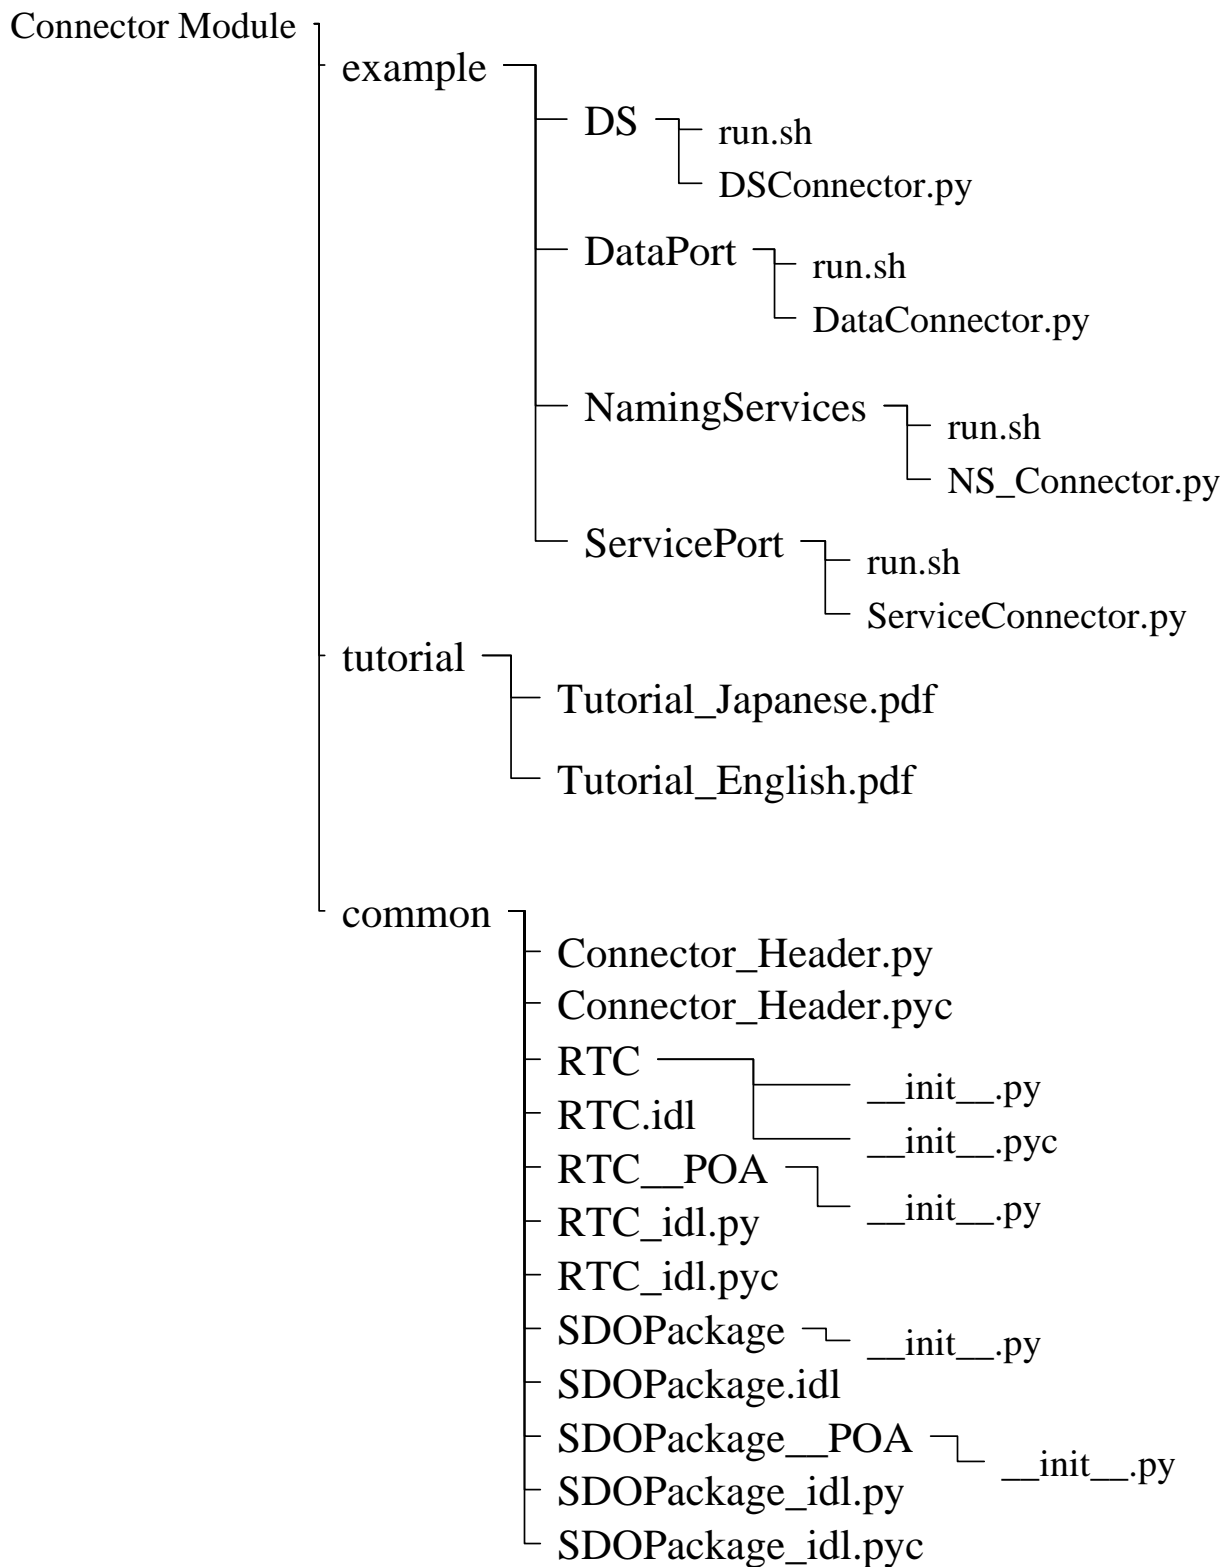 Connector Module
example
DS
run.sh
DSConnector.py
DataPort
run.sh
DataConnector.py
NamingServices
run.sh
NS_Connector.py
ServicePort
run.sh
ServiceConnector.py
tutorial
Tutorial_Japanese.pdf
Tutorial_English.pdf
common
Connector_Header.py
Connector_Header.pyc
RTC
__init__.py
RTC.idl
__init__.pyc
RTC__POA
__init__.py
RTC_idl.py
RTC_idl.pyc
SDOPackage
__init__.py
SDOPackage.idl
SDOPackage__POA
__init__.py
SDOPackage_idl.py
SDOPackage_idl.pyc